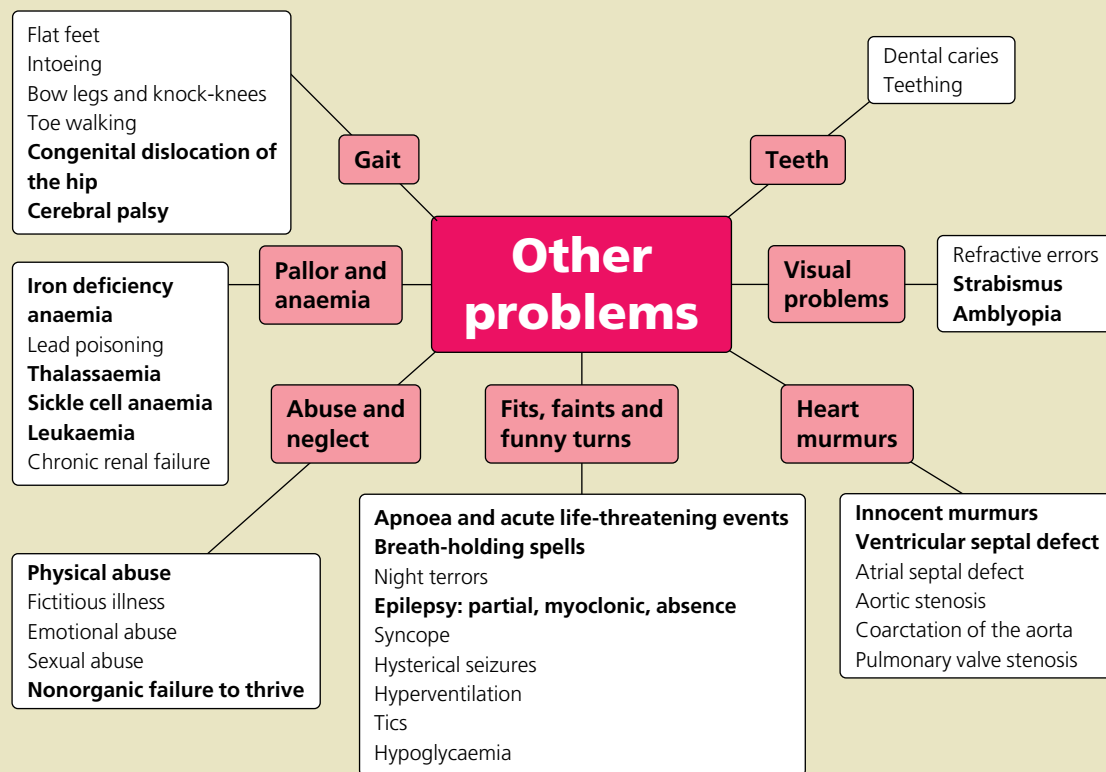 Flat feet
Intoeing
Bow legs and knock-knees
Toe walking
Congenital dislocation of
the hip
Cerebral palsy
Gait
Dental caries
Teething
Teeth
Other
problems
Pallor and
anaemia
Iron deficiency
anaemia
Lead poisoning
Thalassaemia
Sickle cell anaemia
Leukaemia
Chronic renal failure
Visual
problems
Refractive errors
Strabismus
Amblyopia
Abuse and
neglect
Physical abuse
Fictitious illness
Emotional abuse
Sexual abuse
Nonorganic failure to thrive
Fits, faints and
funny turns
Apnoea and acute life-threatening events
Breath-holding spells
Night terrors
Epilepsy: partial, myoclonic, absence
Syncope
Hysterical seizures
Hyperventilation
Tics
Hypoglycaemia
Heart
murmurs
Innocent murmurs
Ventricular septal defect
Atrial septal defect
Aortic stenosis
Coarctation of the aorta
Pulmonary valve stenosis